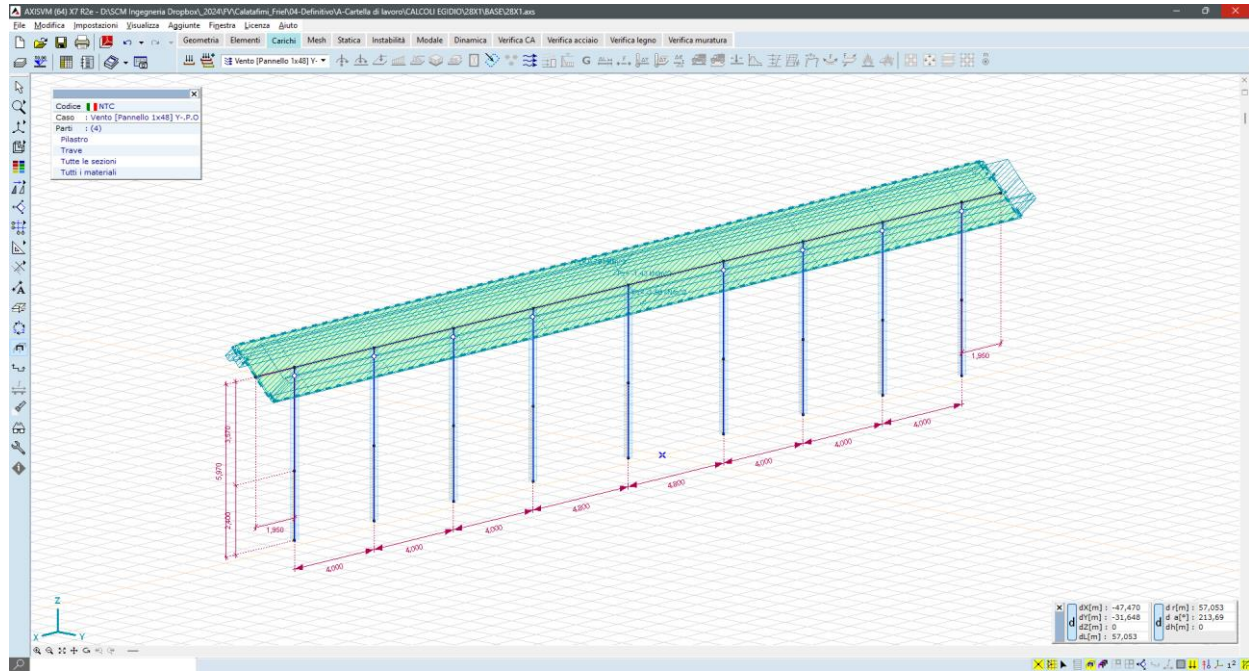 AXISVM (64) X7 R2e - D:\SCM Ingegneria Dropbox\_2024\FV\Calatafimi_Friel\04-Definitivo\A-Cartella di lavoro\CALCOLI EGIDIO\28X1\BASE\28X1.axs
File Modifica Impostazioni Visualizza Aggiunte Finestra Licenza Aiuto
Geometria Elementi Carichi Mesh Statica Instabilità Modale Dinamica Verifica CA Verifica acciaio Verifica legno Verifica muratura
Vento [Pannello 1x48] Y-
Codice NTC
Caso : Vento [Pannello 1x48] Y-.P.O
Parti : (4)
Pilastro
Trave
Tutte le sezioni
Tutti i materiali
1,950
3,570
5,970
2,400
1,950
4,000
4,000
4,000
4,800
4,800
4,000
4,000
4,000
Z
X
Y
dX[m] : -47,470
dY[m] : -31,648
dZ[m] : 0
dL[m] : 57,053
d r[m] : 57,053
d a[°] : 213,69
dh[m] : 0